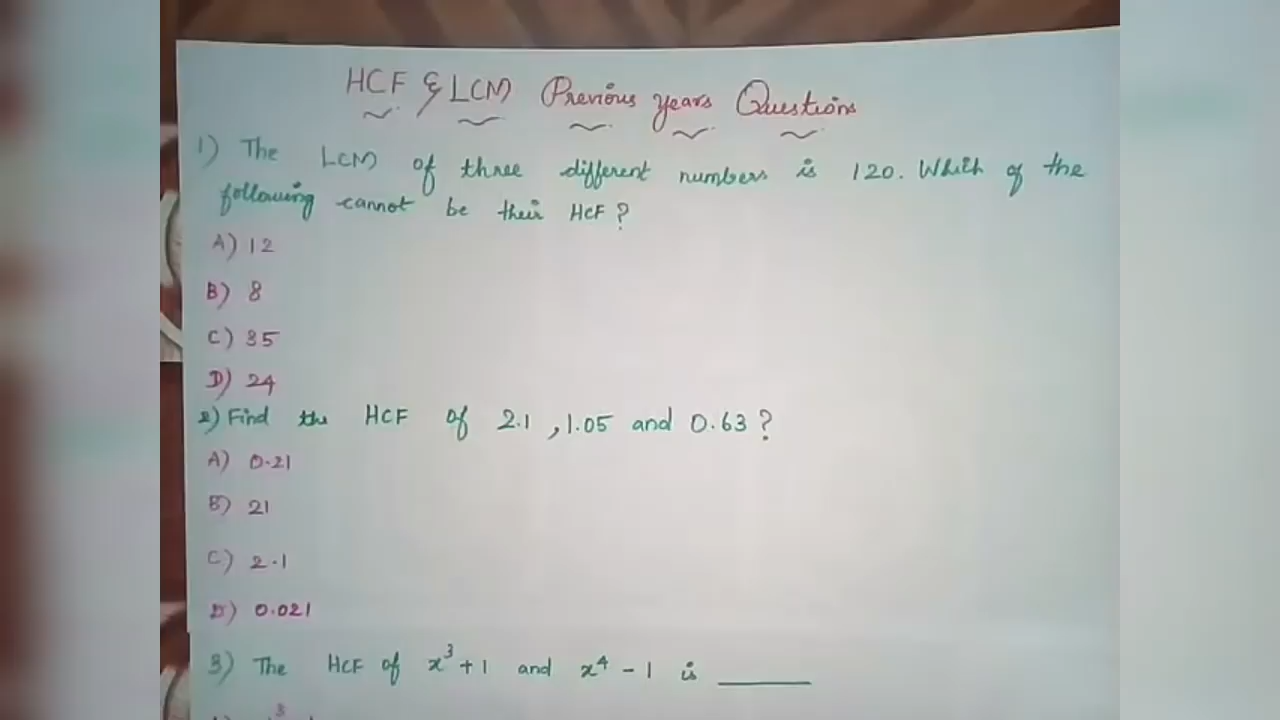 HCF & LCM Previous years Questions
1) The LCM of three different numbers is 120. Which of the
following cannot be their HCF?
A) 12
B) 8
C) 35
D) 24
2) Find the HCF of 2.1, 1.05 and 0.63?
A) 0.21
B) 21
C) 2.1
D) 0.021
3) The HCF of x³+1 and x⁴-1 is ______